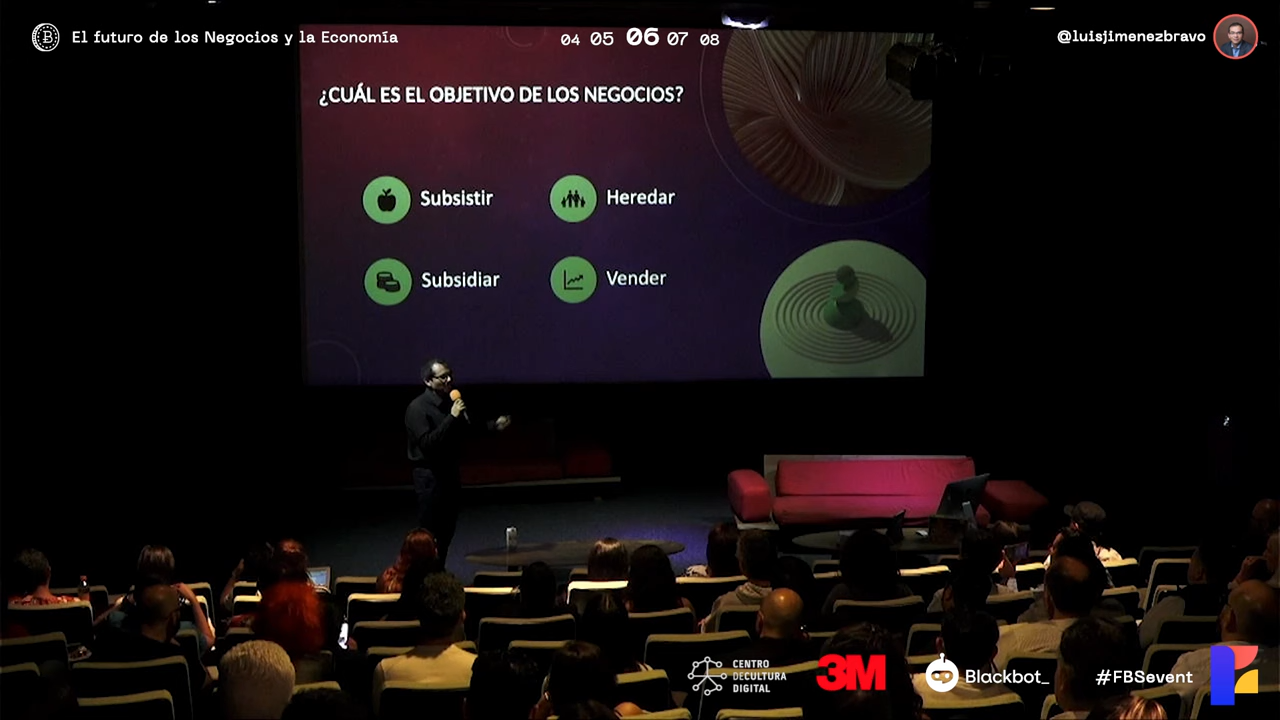 El futuro de los Negocios y la Economía
04 05 06 07 08
@luisjimenezbravo
¿CUÁL ES EL OBJETIVO DE LOS NEGOCIOS?
Subsistir
Heredar
Subsidiar
Vender
CENTRO
DECULTURA
DIGITAL
3M
Blackbot_
#FBSevent